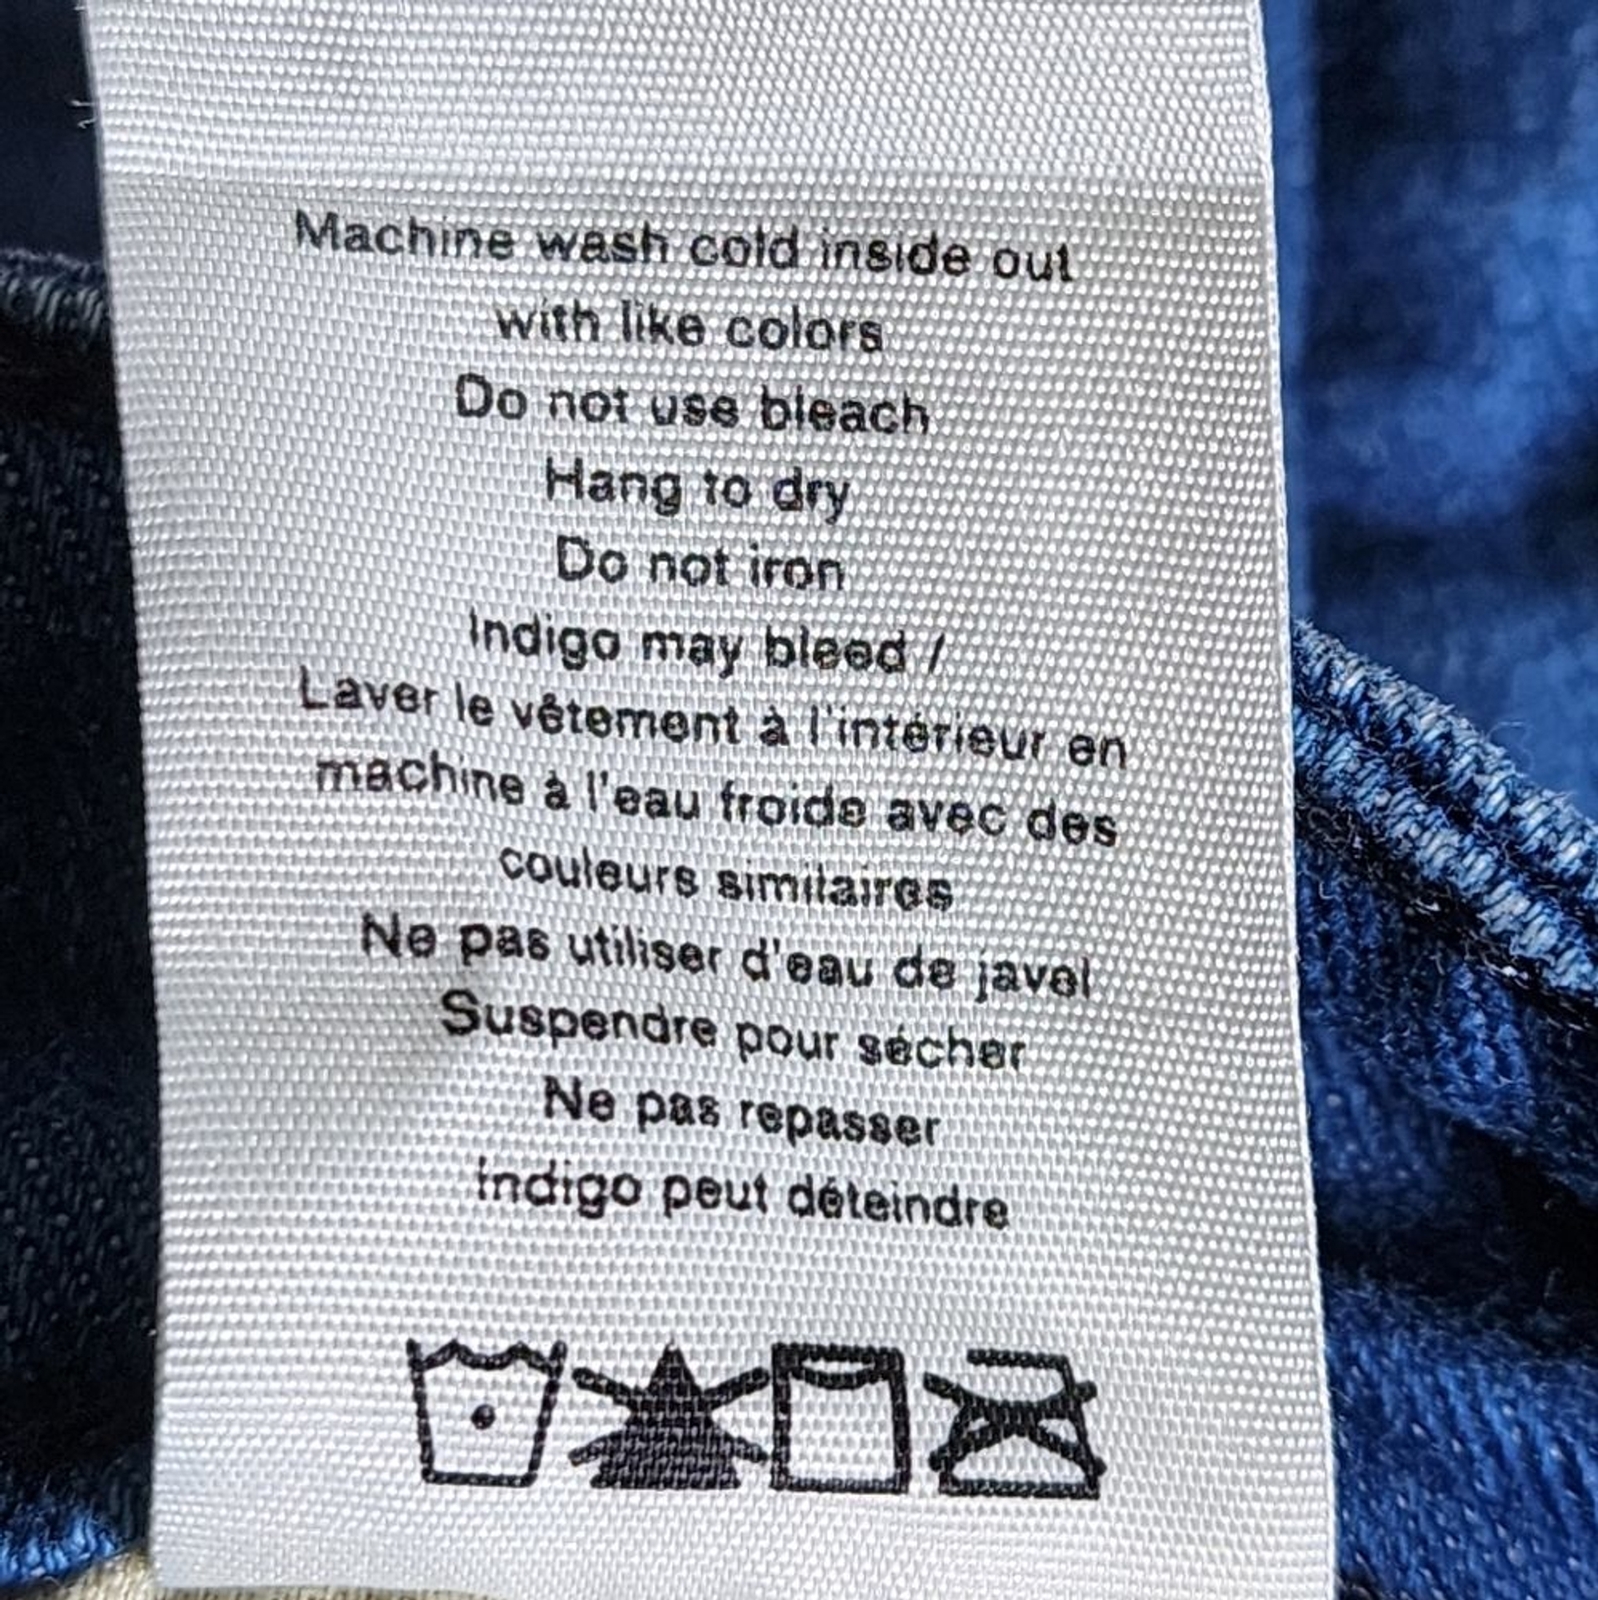 Machine wash cold inside out
with like colors
Do not use bleach
Hang to dry
Do not iron
Indigo may bleed /
Laver le vêtement à l'intérieur en
machine à l'eau froide avec des
couleurs similaires
Ne pas utiliser d'eau de javel
Suspendre pour sécher
Ne pas repasser
Indigo peut déteindre